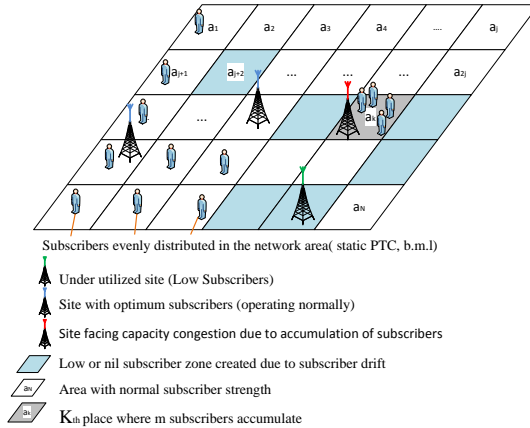 a1 a2 a3 a4 .... aj
aj+1 aj+2 ... ... ... a2j
... ak
aN
Subscribers evenly distributed in the network area( static PTC, b.m.l)
Under utilized site (Low Subscribers)
Site with optimum subscribers (operating normally)
Site facing capacity congestion due to accumulation of subscribers
Low or nil subscriber zone created due to subscriber drift
aN Area with normal subscriber strength
ak Kth place where m subscribers accumulate